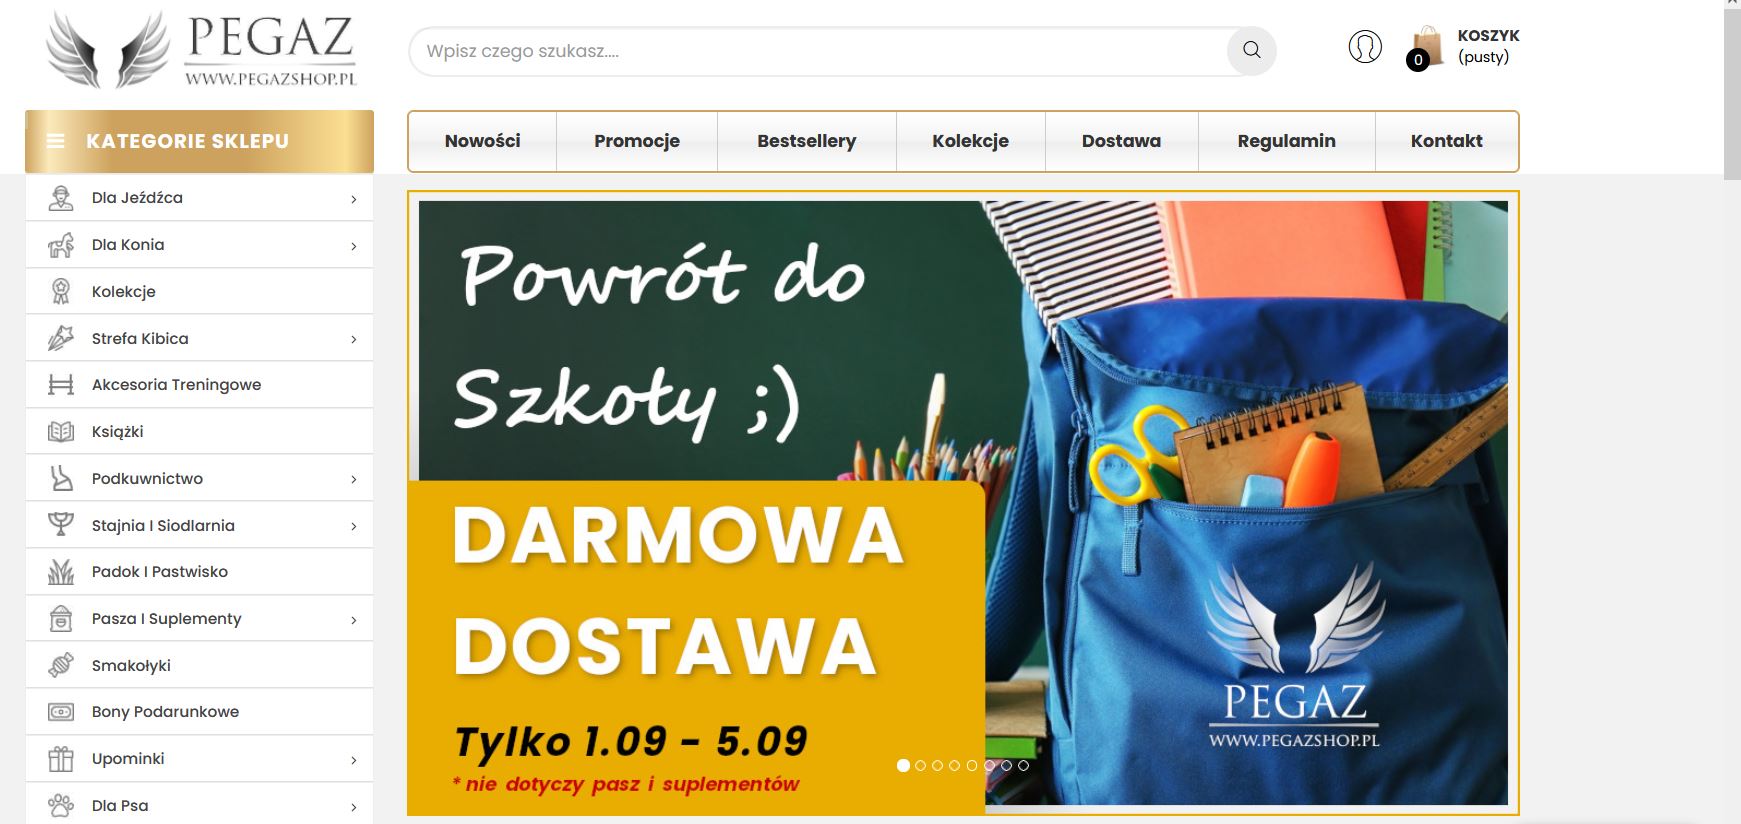 PEGAZ
WWW.PEGAZSHOP.PL
Wpisz czego szukasz....
KOSZYK
0
(pusty)
KATEGORIE SKLEPU
Nowości
Promocje
Bestsellery
Kolekcje
Dostawa
Regulamin
Kontakt
Dla Jeźdźca
Dla Konia
Kolekcje
Strefa Kibica
Akcesoria Treningowe
Książki
Podkuwnictwo
Stajnia I Siodlarnia
Padok I Pastwisko
Pasza I Suplementy
Smakołyki
Bony Podarunkowe
Upominki
Dla Psa
Powrót do
Szkoły ;)
DARMOWA
DOSTAWA
Tylko 1.09 - 5.09
* nie dotyczy pasz i suplementów
PEGAZ
WWW.PEGAZSHOP.PL